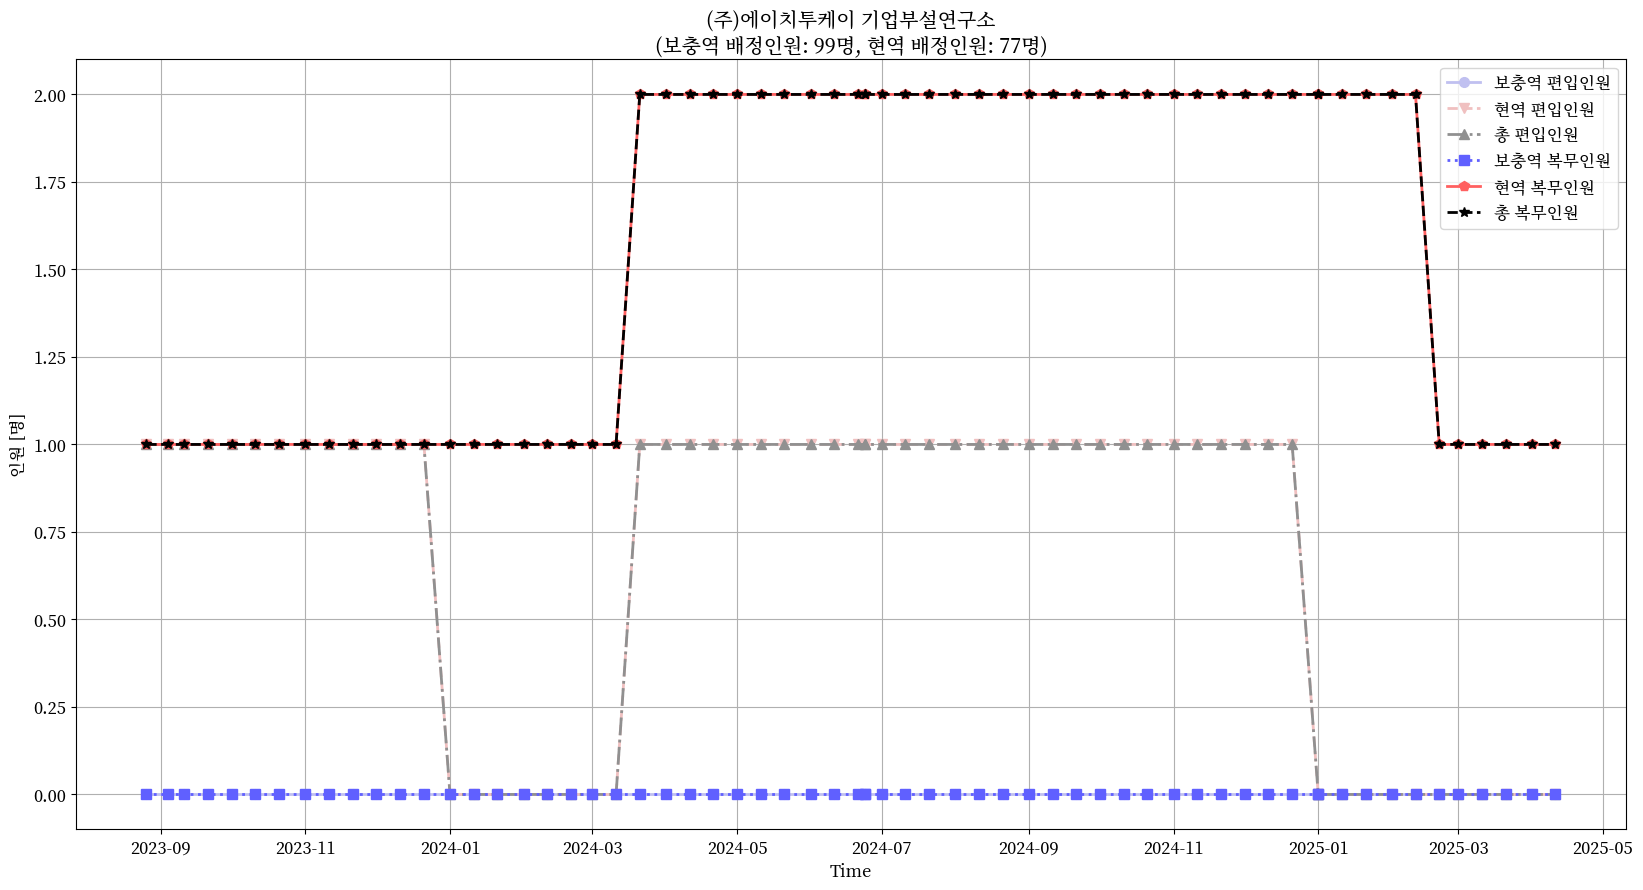 (주)에이치투케이 기업부설연구소
(보충역 배정인원: 99명, 현역 배정인원: 77명)
보충역 편입인원
현역 편입인원
총 편입인원
보충역 복무인원
현역 복무인원
총 복무인원
인원 [명]
2.00
1.75
1.50
1.25
1.00
0.75
0.50
0.25
0.00
2023-09 2023-11 2024-01 2024-03 2024-05 2024-07 2024-09 2024-11 2025-01 2025-03 2025-05
Time